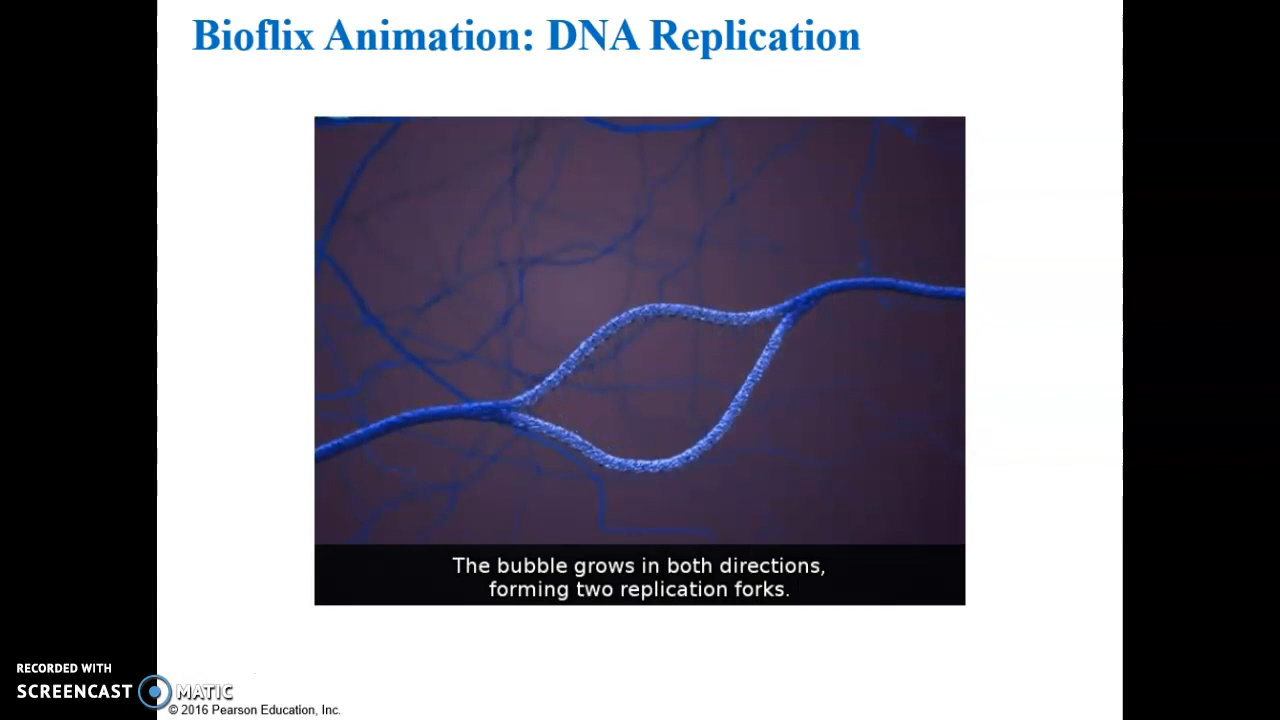 Bioflix Animation: DNA Replication
The bubble grows in both directions,
forming two replication forks.
RECORDED WITH
SCREENCAST MATIC
© 2016 Pearson Education, Inc.